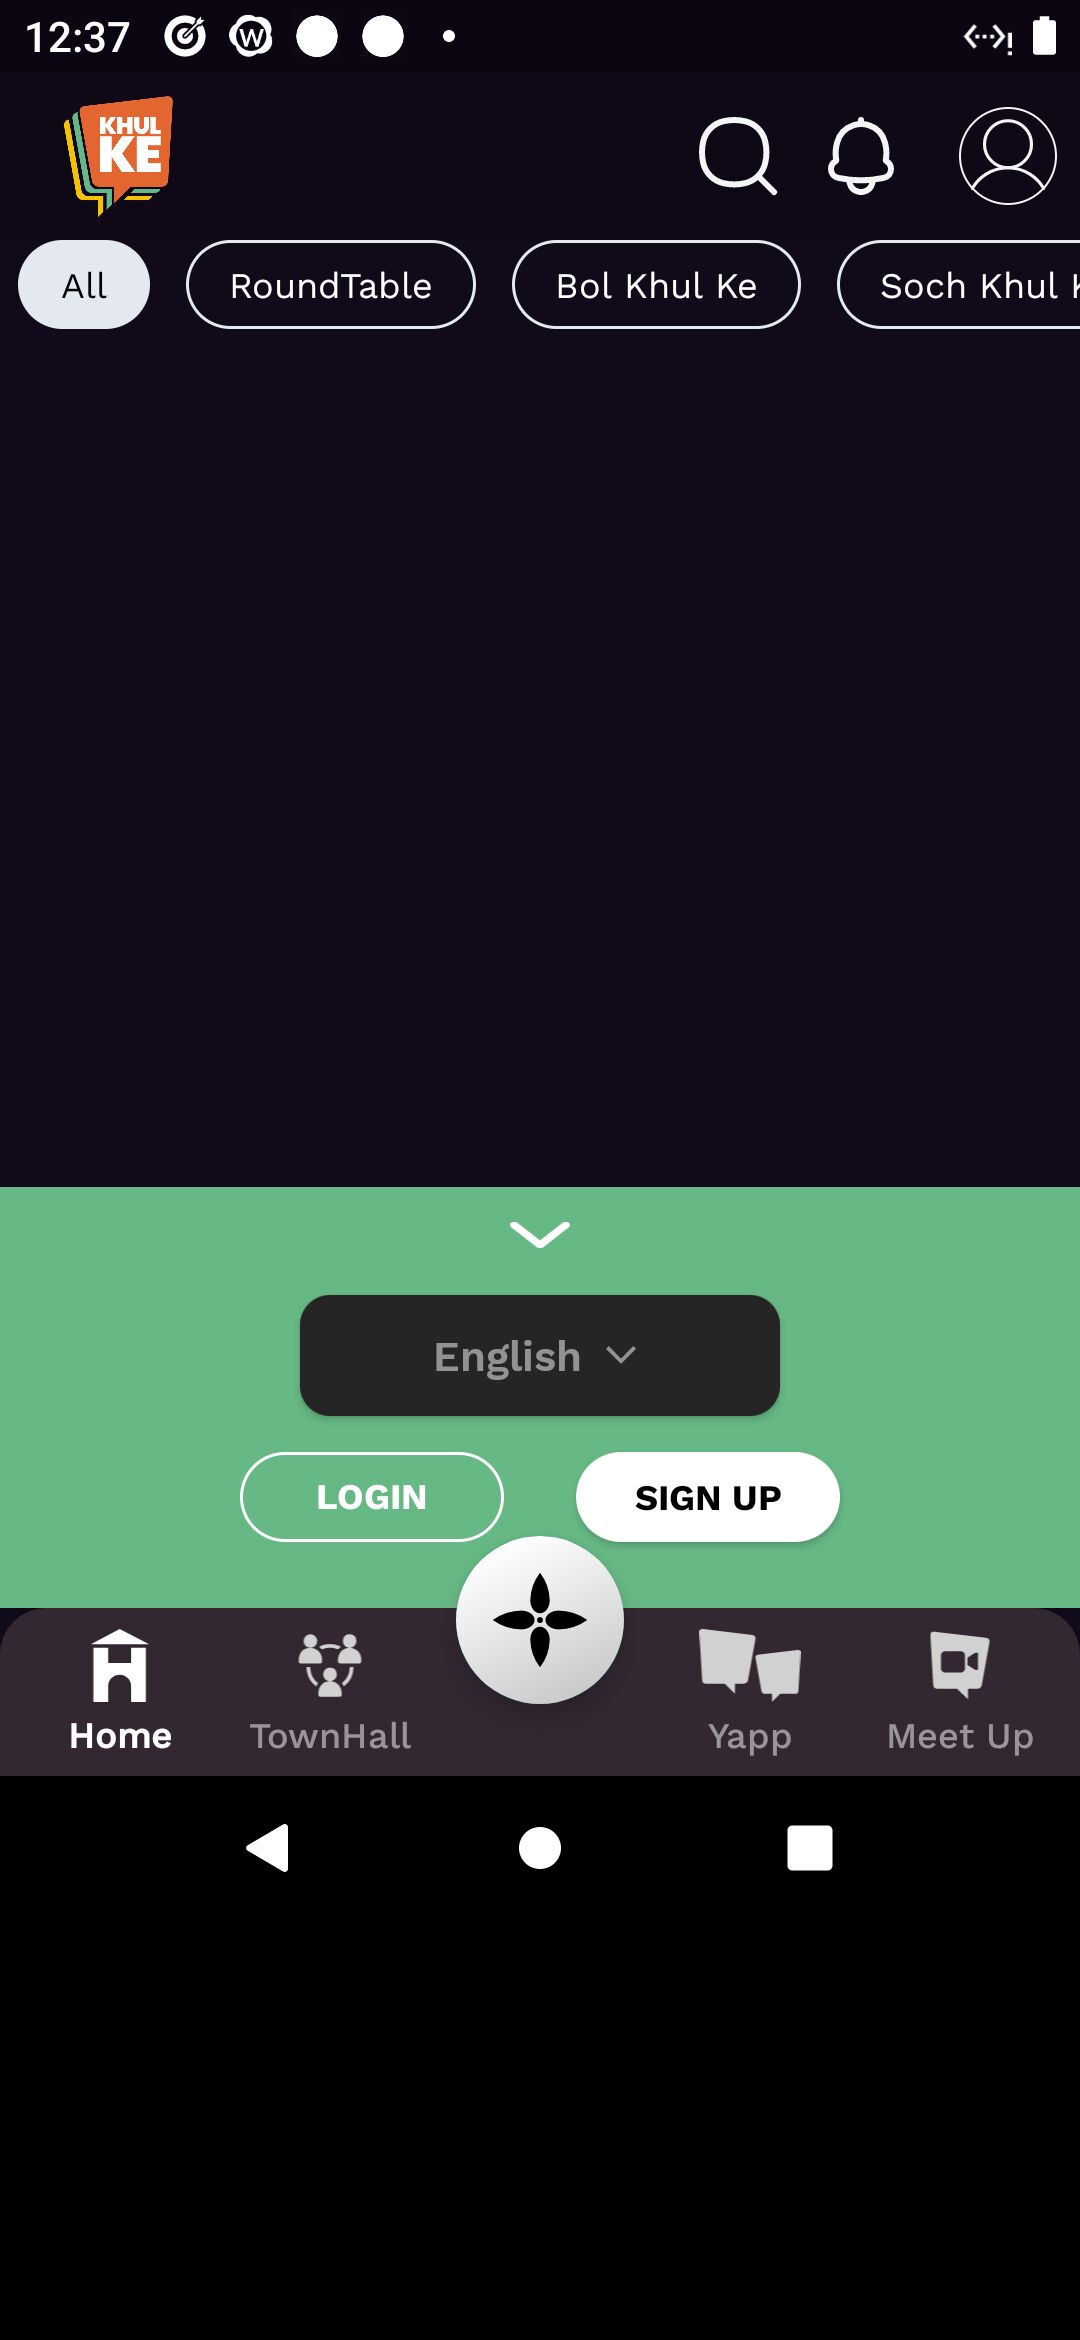 12:37
W
KHUL
KE
All
RoundTable
Bol Khul Ke
Soch Khul
English
LOGIN
SIGN UP
Home
TownHall
Yapp
Meet Up